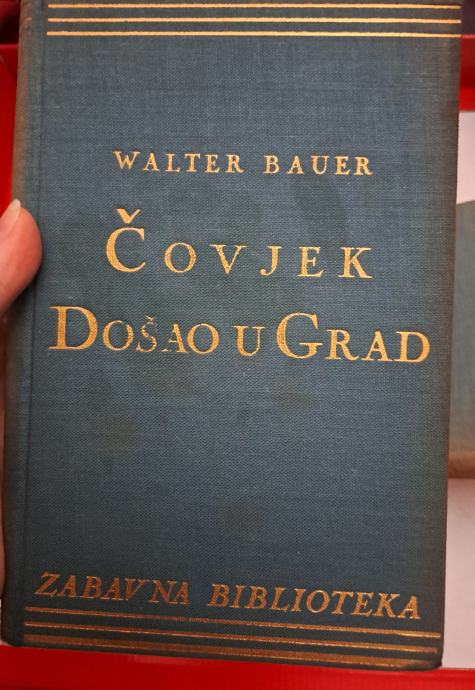 WALTER BAUER
ČOVJEK
DOŠAO U GRAD
ZABAVNA BIBLIOTEKA